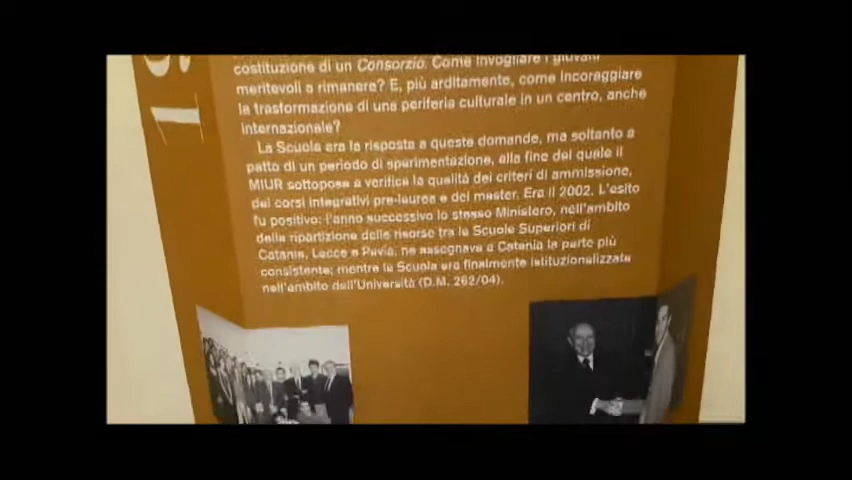 costituzione di un Consorzio. Come invogliare i giovani
meritevoli a rimanere? E, più arditamente, come incoraggiare
la trasformazione di una periferia culturale in un centro, anche
internazionale?
La Scuola era la risposta a queste domande, ma soltanto a
patto di un periodo di sperimentazione, alla fine del quale il
MIUR sottopose a verifica la qualità dei criteri di ammissione,
dei corsi integrativi pre-laurea e dei master. Era il 2002. L'esito
fu positivo: l'anno successivo lo stesso Ministero, nell'ambito
della ripartizione delle risorse tra le Scuole Superiori di
Catania, Lecce e Pavia, ne assegnava a Catania la parte più
consistente; mentre la Scuola era finalmente istituzionalizzata
nell'ambito dell'Università (D.M. 262/04).